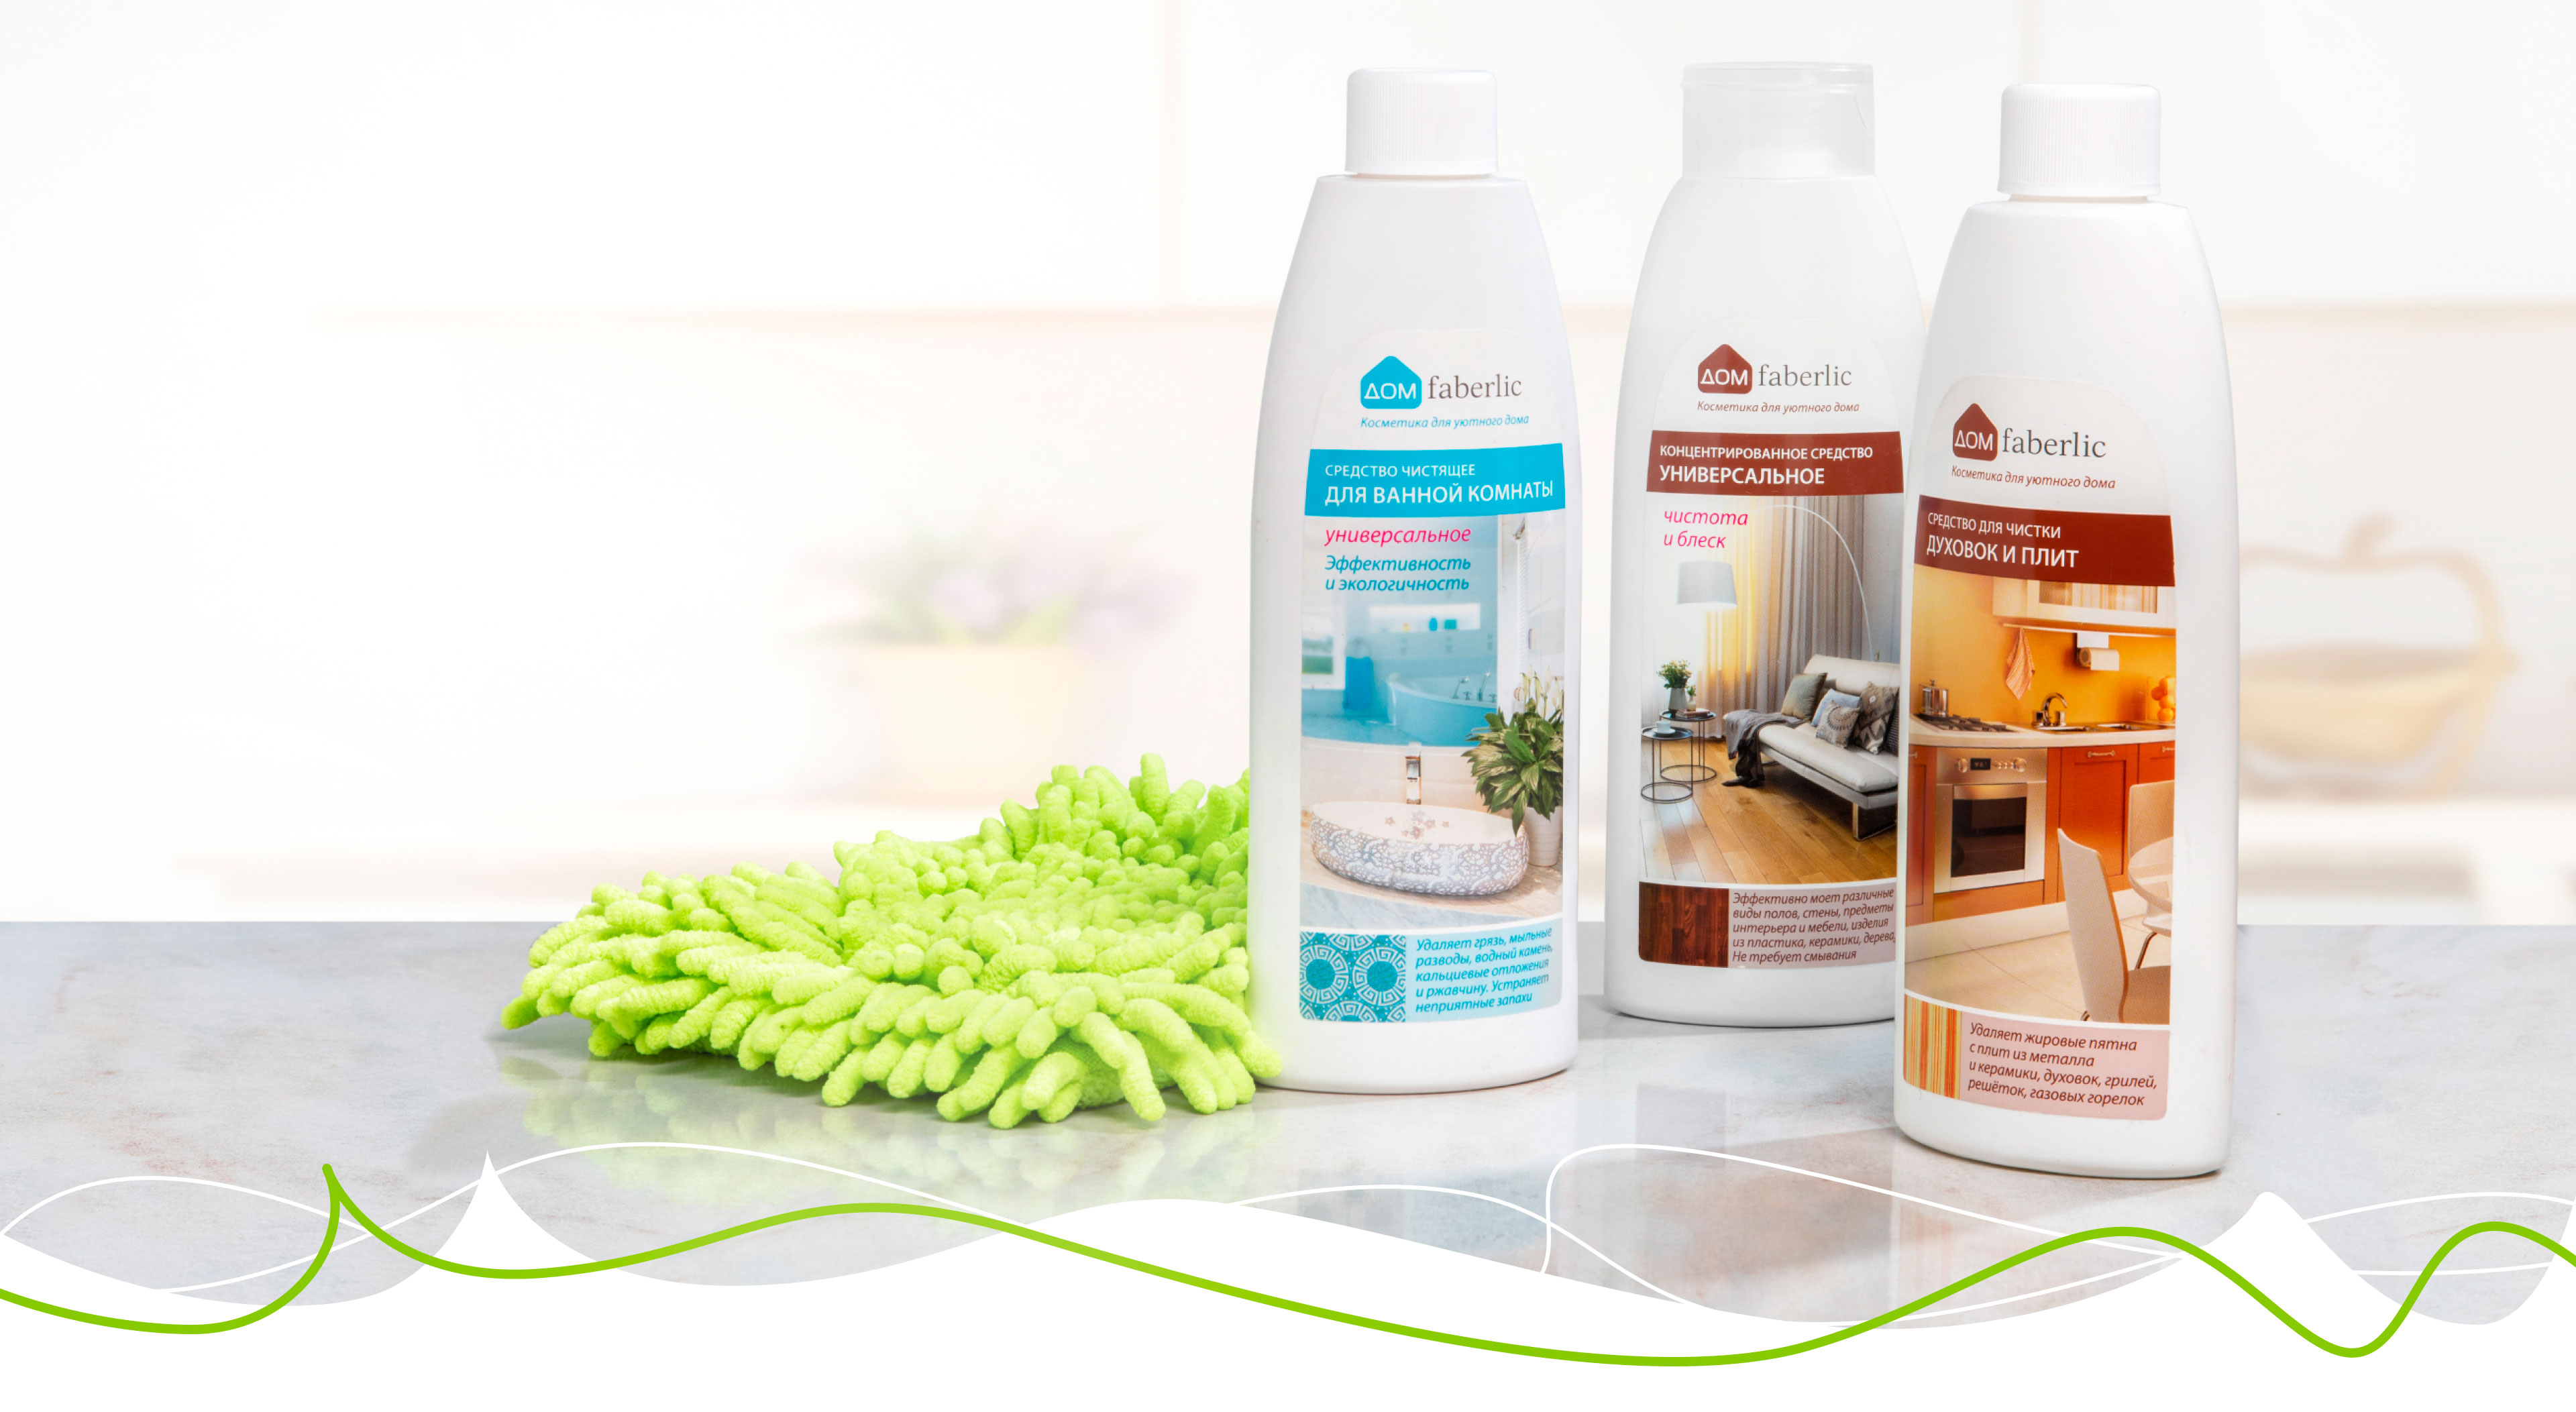 ДОМ faberlic
Косметика для уютного дома
СРЕДСТВО ЧИСТЯЩЕЕ
ДЛЯ ВАННОЙ КОМНАТЫ
универсальное
Эффективность
и экологичность
Удаляет грязь, мыльные
разводы, водный камень,
кальциевые отложения
и ржавчину. Устраняет
неприятные запахи
ДОМ faberlic
Косметика для уютного дома
КОНЦЕНТРИРОВАННОЕ СРЕДСТВО
УНИВЕРСАЛЬНОЕ
чистота
и блеск
Эффективно моет различные
виды полов, стены, предметы
интерьера и мебели, изделия
из пластика, керамики, дерева,
Не требует смывания
ДОМ faberlic
Косметика для уютного дома
СРЕДСТВО ДЛЯ ЧИСТКИ
ДУХОВОК И ПЛИТ
Удаляет жировые пятна
с плит из металла
и керамики, духовок, грилей,
решёток, газовых горелок